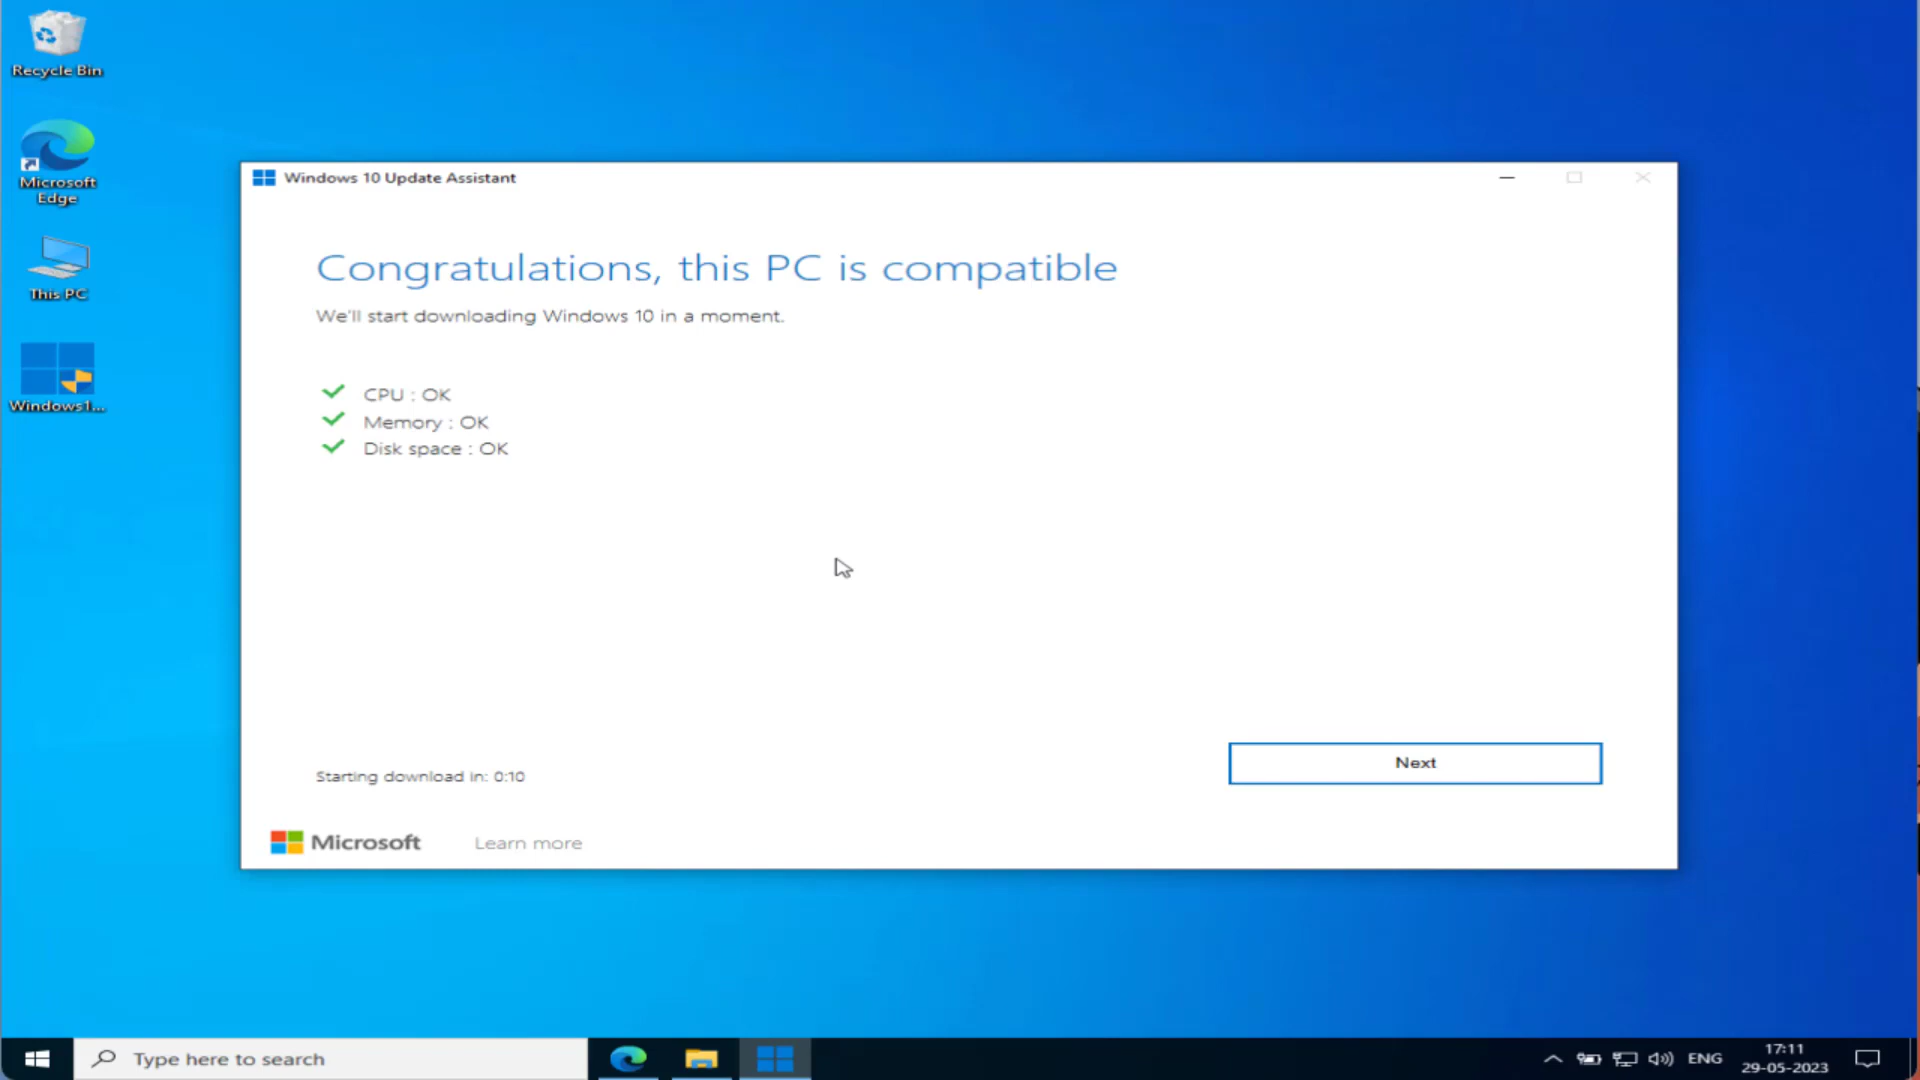 Recycle Bin
Microsoft
Edge
This PC
Windows1...
Windows 10 Update Assistant
Congratulations, this PC is compatible
We'll start downloading Windows 10 in a moment.
CPU : OK
Memory : OK
Disk space : OK
Starting download in: 0:10
Next
Microsoft
Learn more
Type here to search
ENG
17:11
29-05-2023